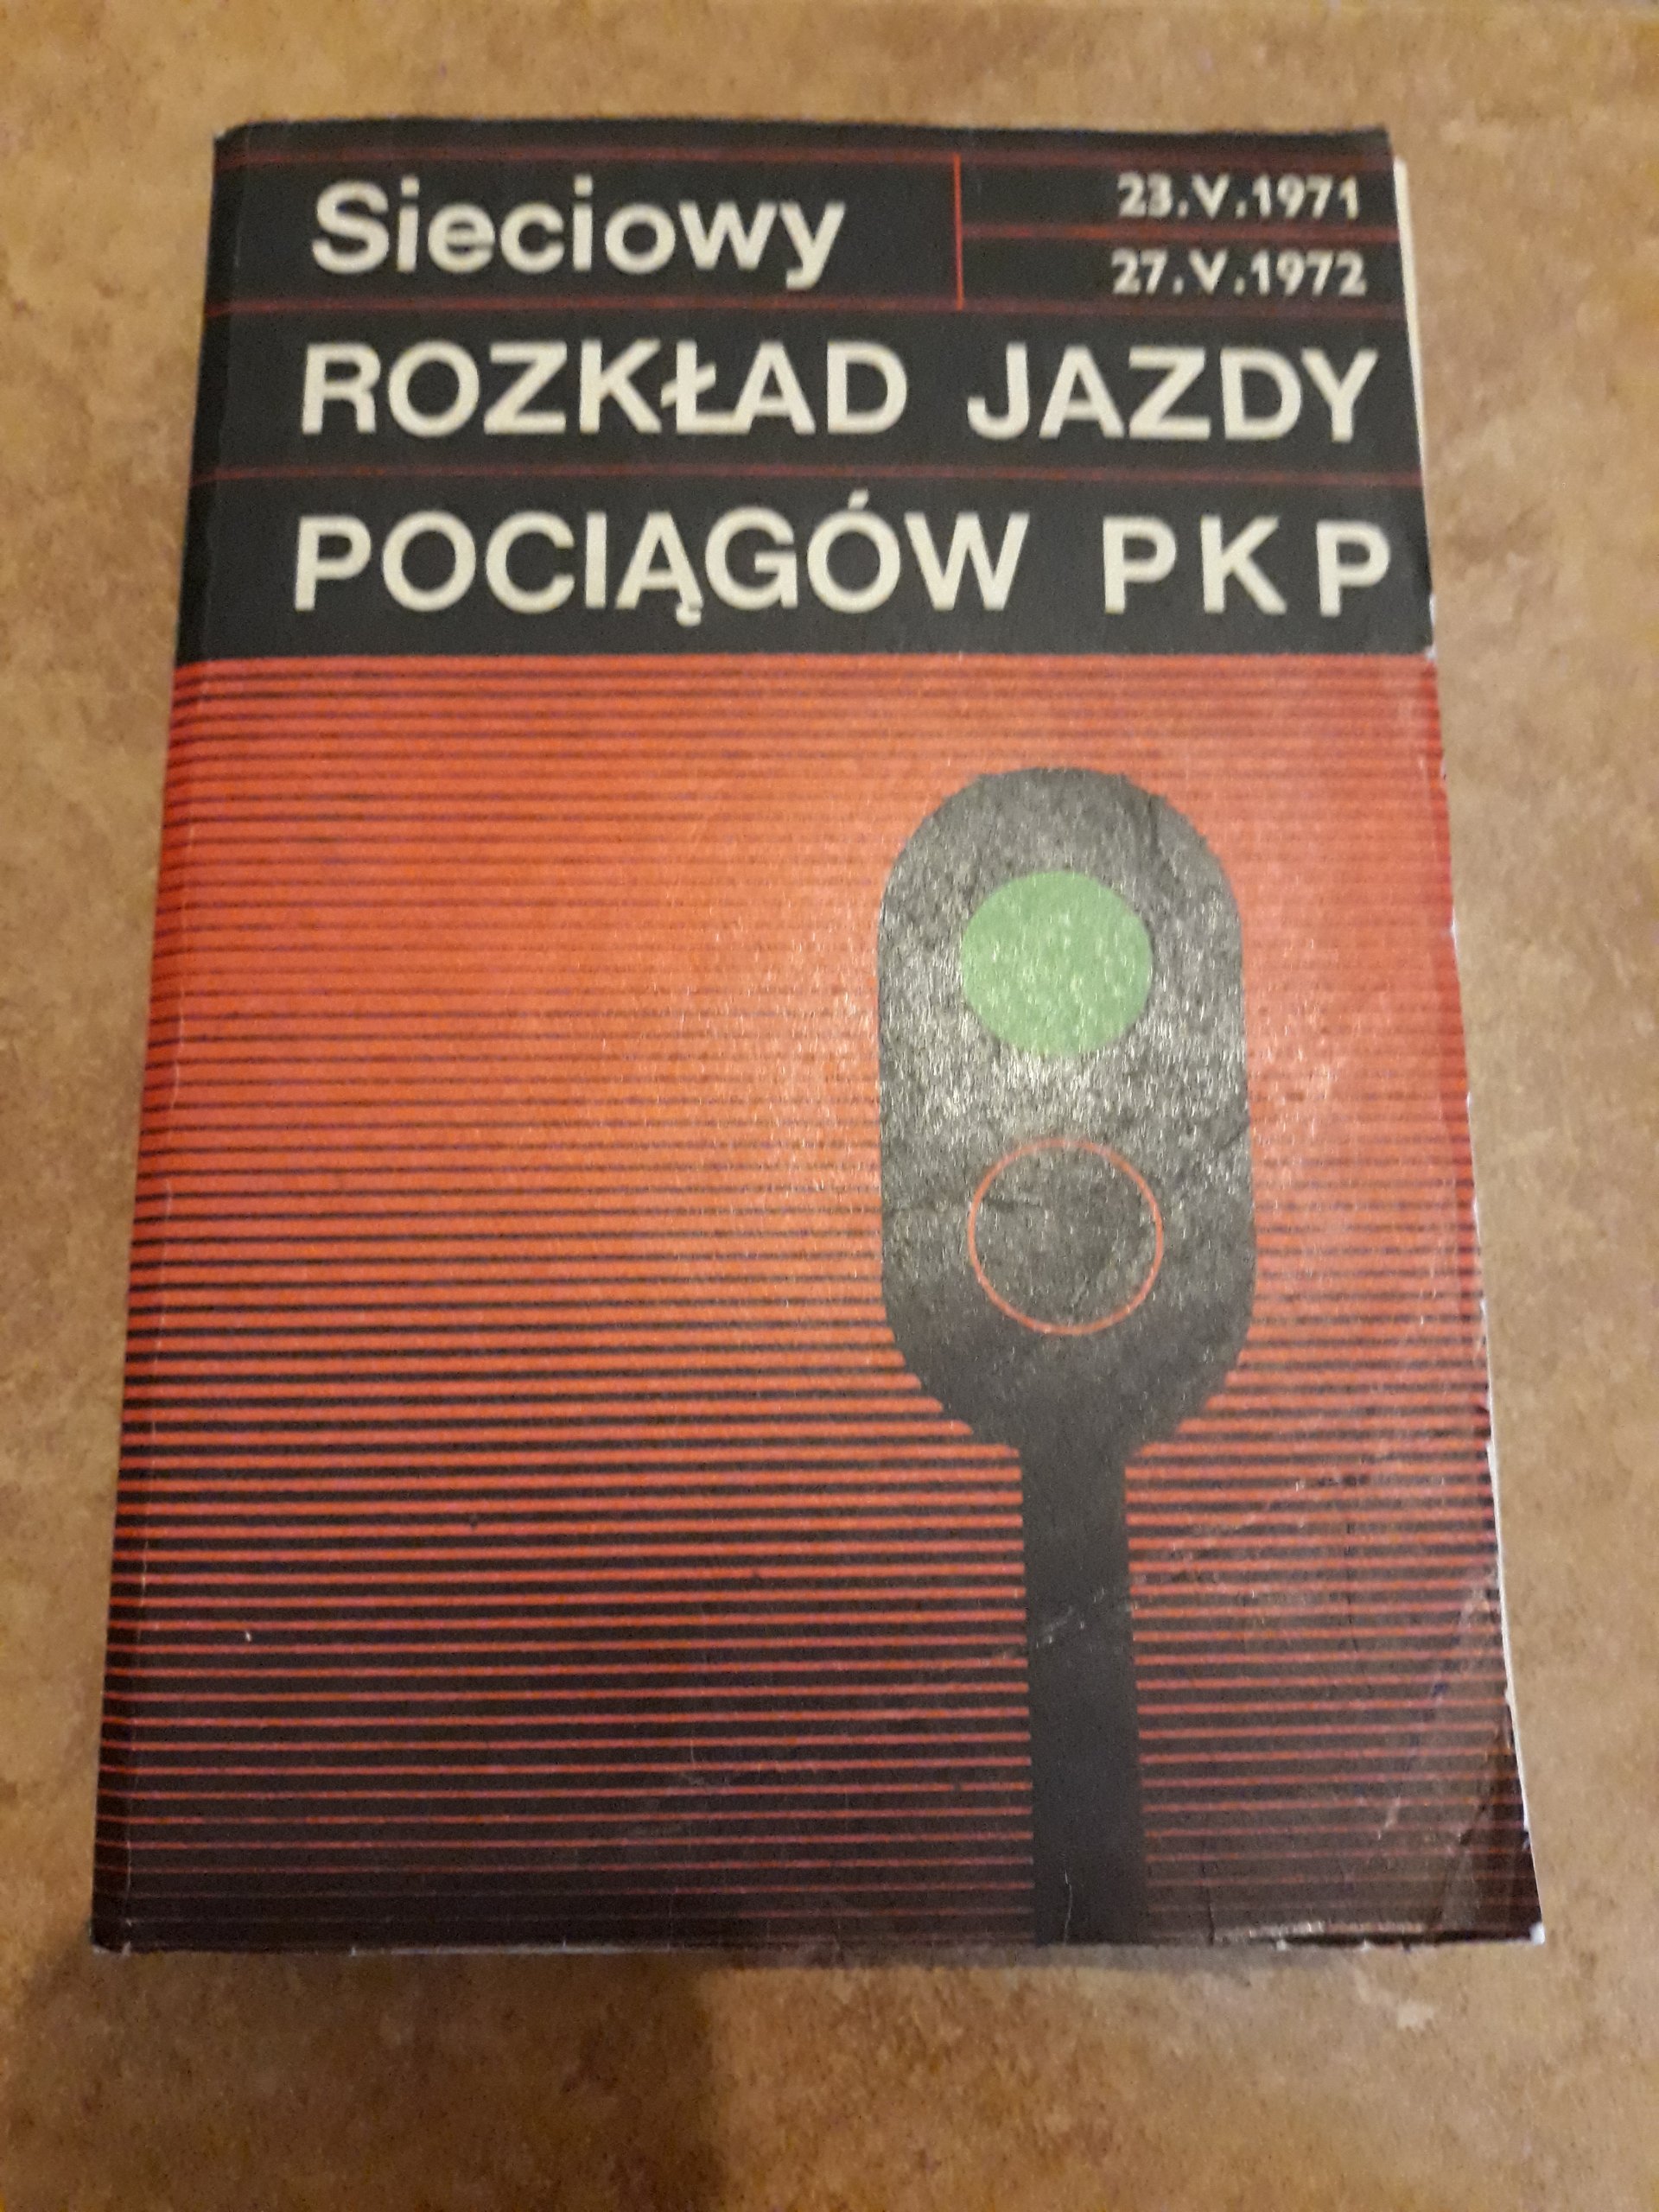 Sieciowy
23.V.1971
27.V.1972
ROZKŁAD JAZDY
POCIĄGÓW PKP